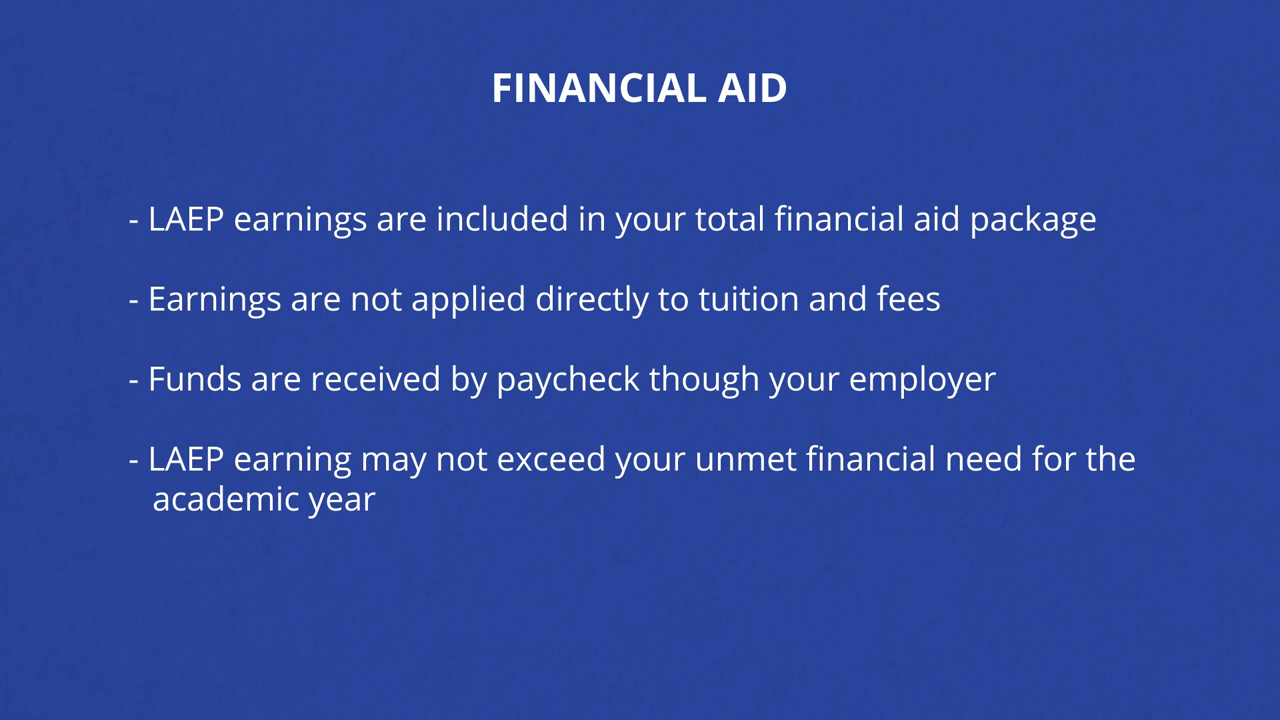 FINANCIAL AID
- LAEP earnings are included in your total financial aid package
- Earnings are not applied directly to tuition and fees
- Funds are received by paycheck though your employer
- LAEP earning may not exceed your unmet financial need for the
academic year